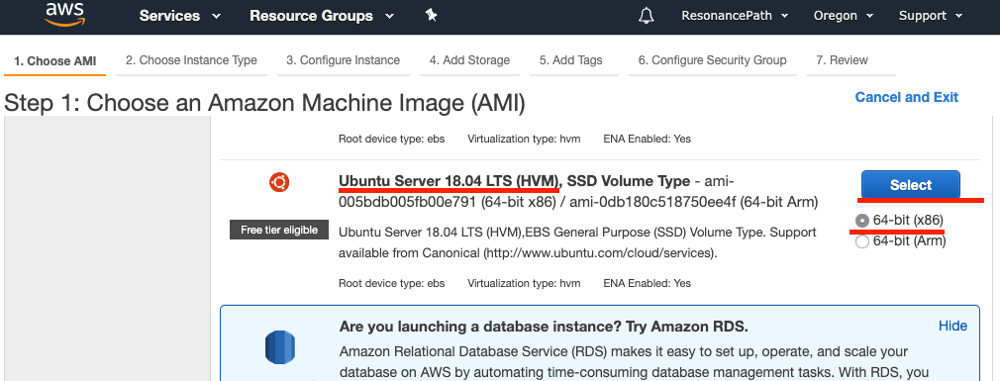 aws Services Resource Groups ResonancePath Oregon Support
1. Choose AMI 2. Choose Instance Type 3. Configure Instance 4. Add Storage 5. Add Tags 6. Configure Security Group 7. Review
Step 1: Choose an Amazon Machine Image (AMI)
Cancel and Exit
Root device type: ebs Virtualization type: hvm ENA Enabled: Yes
Ubuntu Server 18.04 LTS (HVM), SSD Volume Type - ami-
005bdb005fb00e791 (64-bit x86) / ami-0db180c518750ee4f (64-bit Arm)
Free tier eligible
Ubuntu Server 18.04 LTS (HVM),EBS General Purpose (SSD) Volume Type. Support
available from Canonical (http://www.ubuntu.com/cloud/services).
Root device type: ebs Virtualization type: hvm ENA Enabled: Yes
Select
64-bit (x86)
64-bit (Arm)
Are you launching a database instance? Try Amazon RDS.
Hide
Amazon Relational Database Service (RDS) makes it easy to set up, operate, and scale your
database on AWS by automating time-consuming database management tasks. With RDS, you